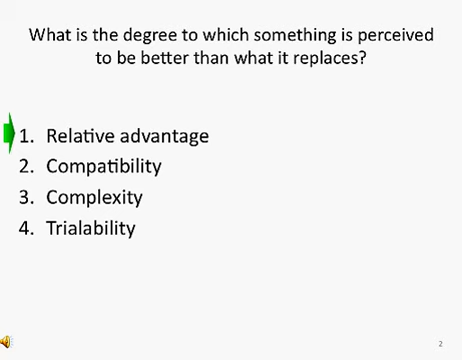 What is the degree to which something is perceived
to be better than what it replaces?
1. Relative advantage
2. Compatibility
3. Complexity
4. Trialability
2